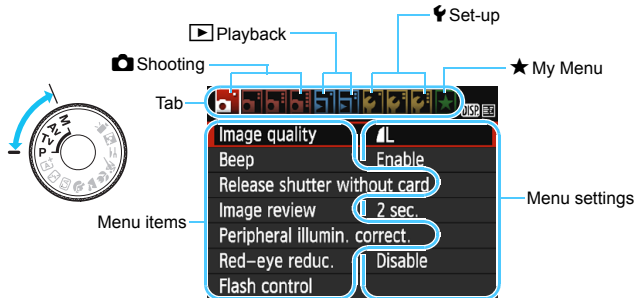 Set-up
Playback
Shooting
My Menu
Tab
DISP
Image quality L
Beep Enable
Release shutter without card
Image review 2 sec.
Peripheral illumin. correct.
Red-eye reduc. Disable
Flash control
Menu items
Menu settings
M
Av
Tv
P